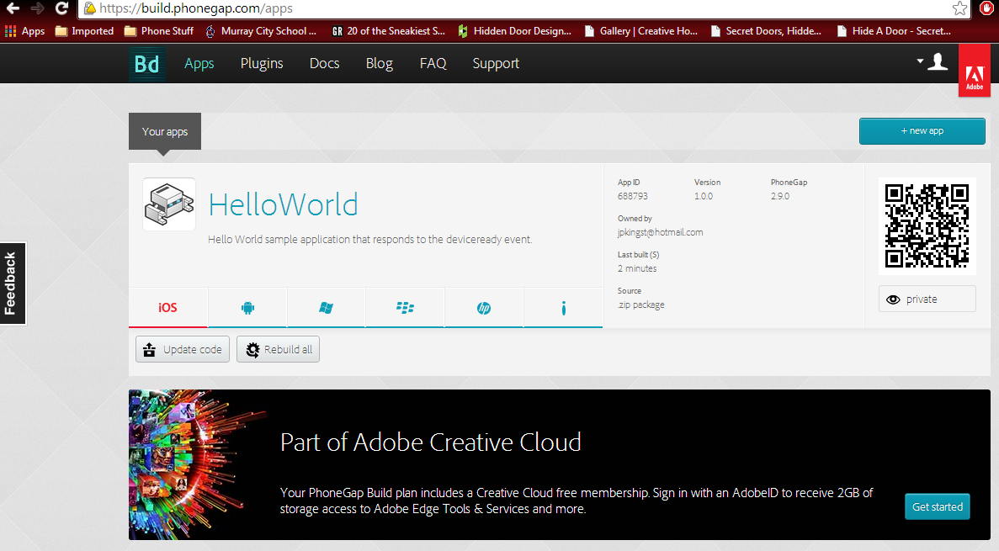 https://build.phonegap.com/apps
Apps Imported Phone Stuff Murray City School ... GR 20 of the Sneakiest S... Hidden Door Design... Gallery | Creative Ho... Secret Doors, Hidde... Hide A Door - Secret...
Bd Apps Plugins Docs Blog FAQ Support
Adobe
Your apps
+ new app
HelloWorld
Hello World sample application that responds to the deviceready event.
App ID Version PhoneGap
688793 1.0.0 2.9.0
Owned by
jpkingst@hotmail.com
Last built (5)
2 minutes
Source
.zip package
private
iOS
hp
Update code Rebuild all
Feedback
Part of Adobe Creative Cloud
Your PhoneGap Build plan includes a Creative Cloud free membership. Sign in with an AdobeID to receive 2GB of
storage access to Adobe Edge Tools & Services and more.
Get started